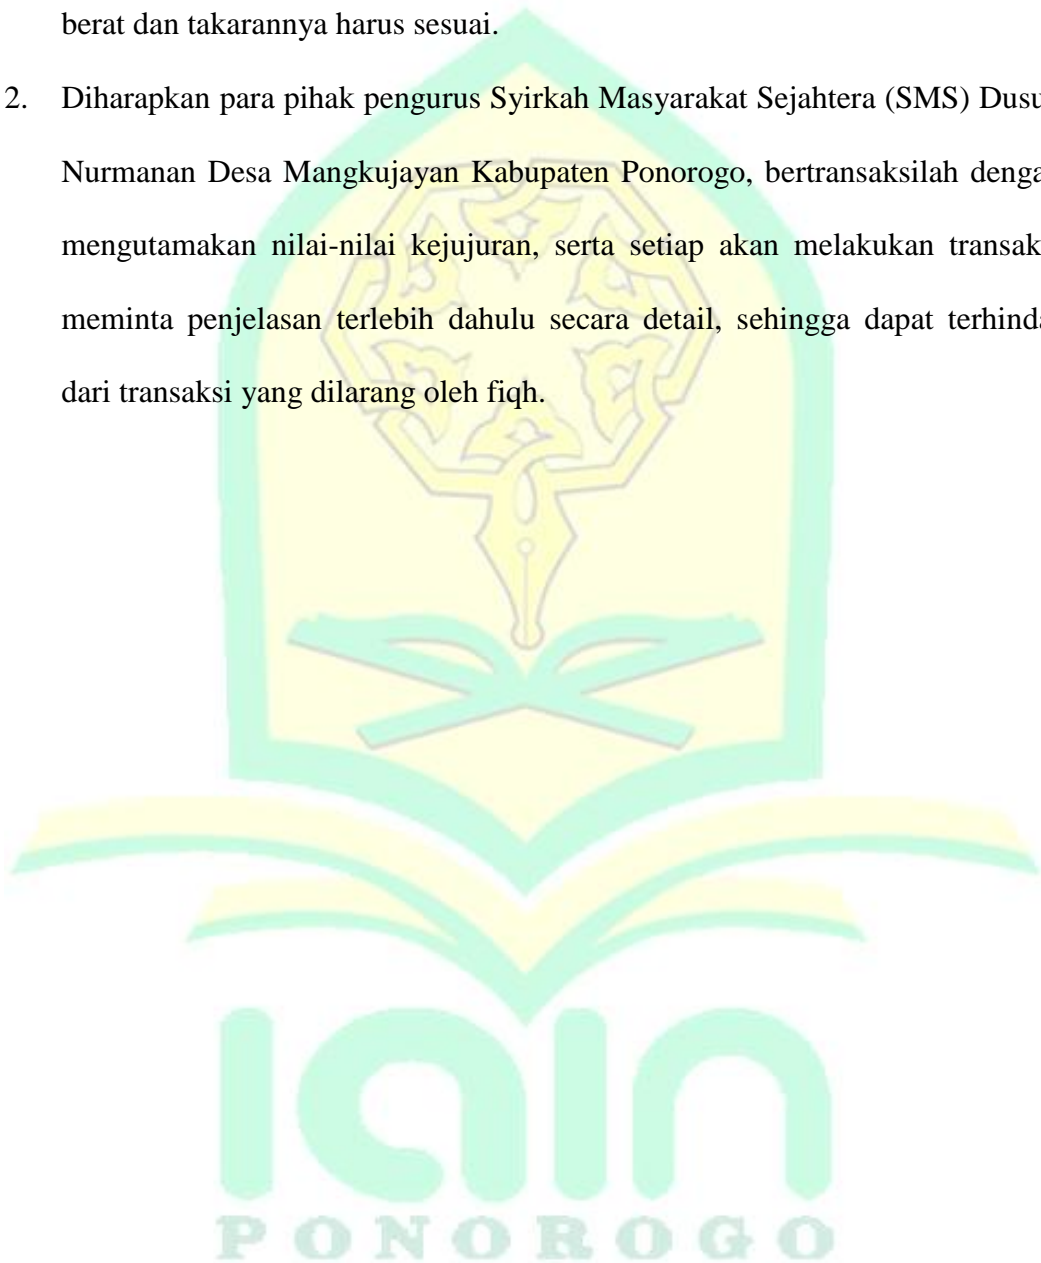 berat dan takarannya harus sesuai.
2. Diharapkan para pihak pengurus Syirkah Masyarakat Sejahtera (SMS) Dusu
Nurmanan Desa Mangkujayan Kabupaten Ponorogo, bertransaksilah denga
mengutamakan nilai-nilai kejujuran, serta setiap akan melakukan transak
meminta penjelasan terlebih dahulu secara detail, sehingga dapat terhinda
dari transaksi yang dilarang oleh fiqh.
iain
PONOROGO